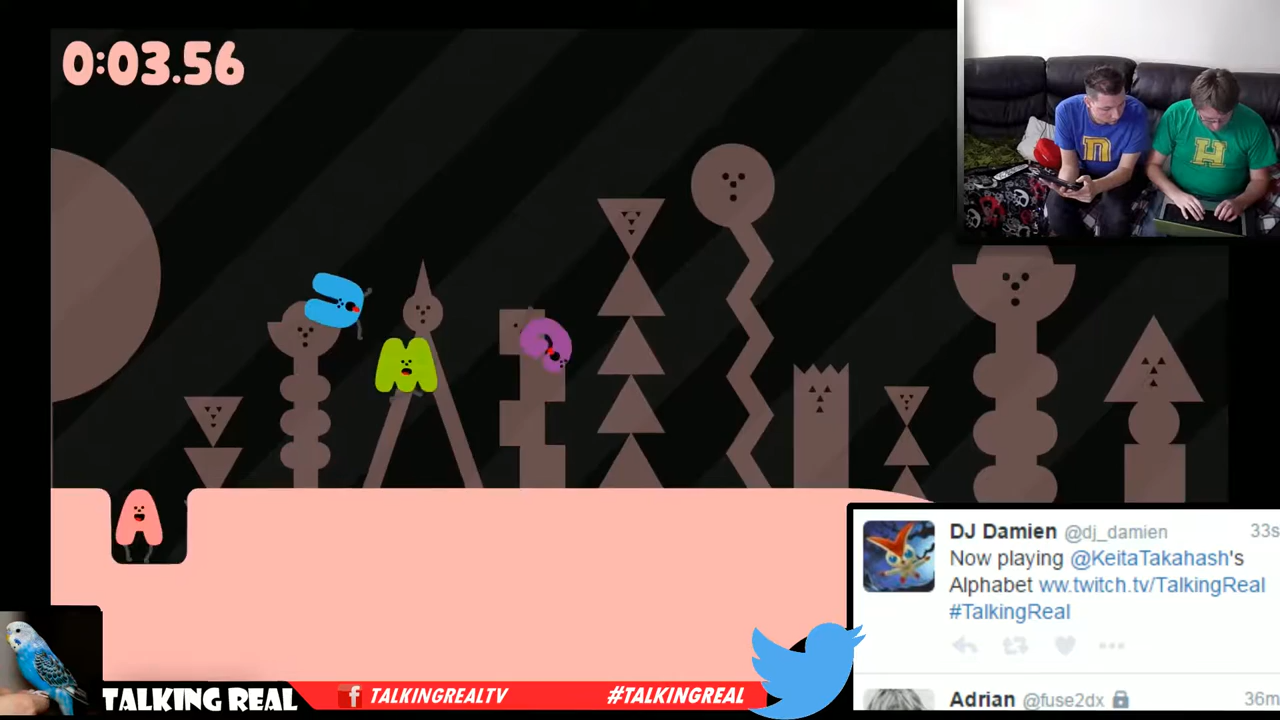 0:03.56
n
H
M
A
DJ Damien @dj_damien 33s
Now playing @KeitaTakahash's
Alphabet ww.twitch.tv/TalkingReal
#TalkingReal
Adrian @fuse2dx 36m
TALKING REAL
TALKINGREALTV
#TALKINGREAL